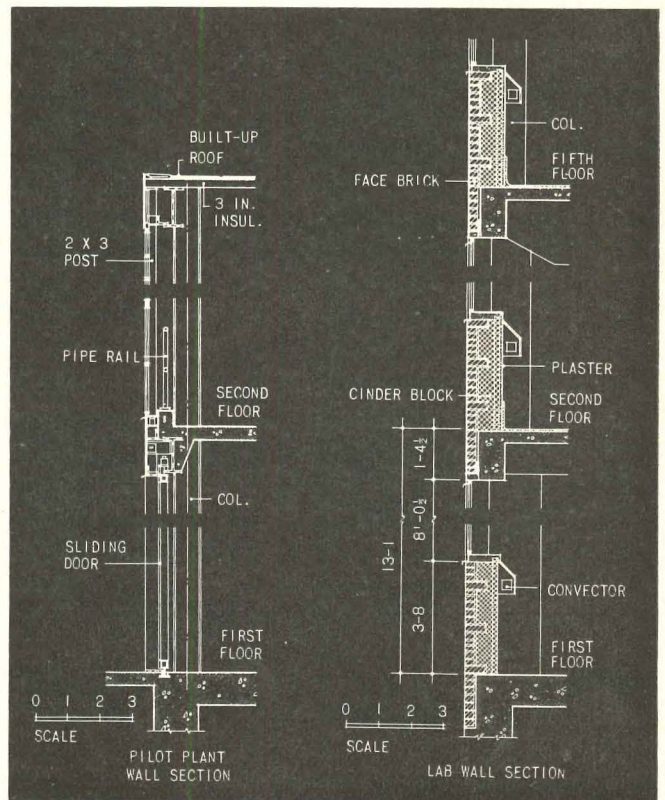 BUILT-UP
ROOF
3 IN.
INSUL.
2 X 3
POST
PIPE RAIL
SECOND
FLOOR
COL.
SLIDING
DOOR
FIRST
FLOOR
0 1 2 3
SCALE
PILOT PLANT
WALL SECTION
COL.
FIFTH
FLOOR
FACE BRICK
PLASTER
CINDER BLOCK
SECOND
FLOOR
1-4½
8'-0½
13-1
3-8
CONVECTOR
FIRST
FLOOR
0 1 2 3
SCALE
LAB WALL SECTION